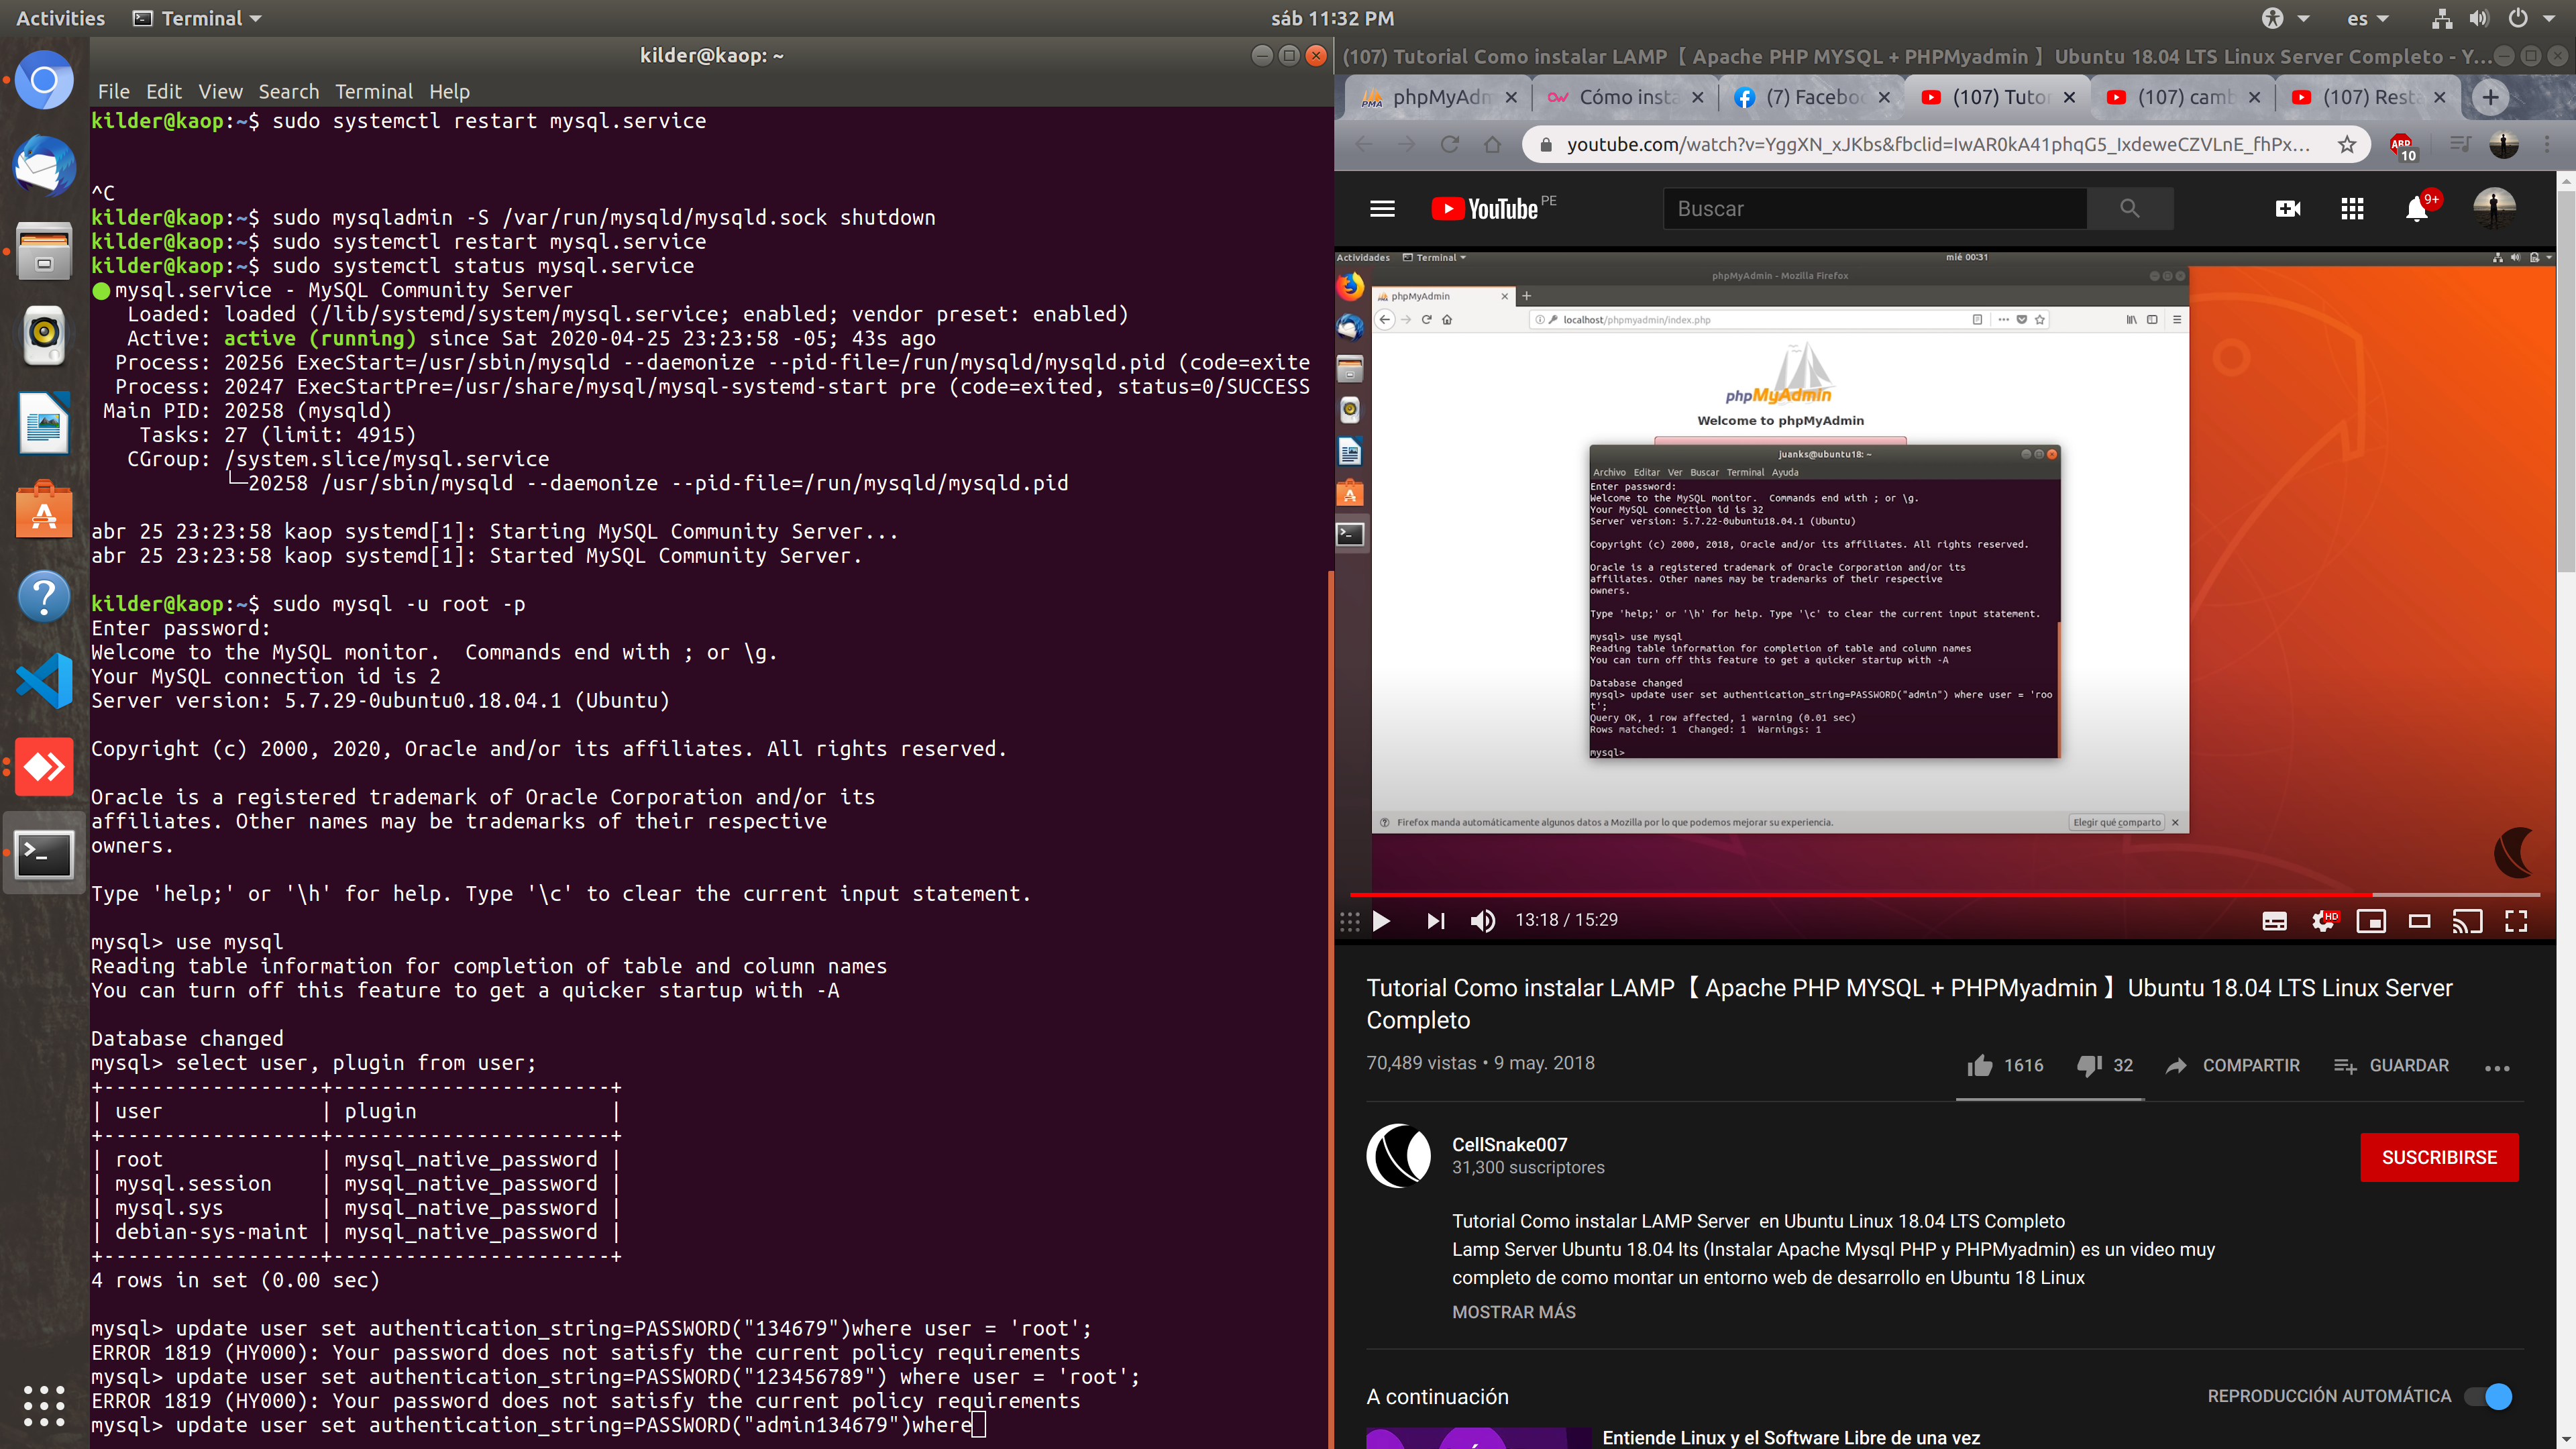 Activities
Terminal
sáb 11:32 PM
es
kilder@kaop: ~
File Edit View Search Terminal Help
kilder@kaop:~$ sudo systemctl restart mysql.service
^C
kilder@kaop:~$ sudo mysqladmin -S /var/run/mysqld/mysqld.sock shutdown
kilder@kaop:~$ sudo systemctl restart mysql.service
kilder@kaop:~$ sudo systemctl status mysql.service
● mysql.service - MySQL Community Server
Loaded: loaded (/lib/systemd/system/mysql.service; enabled; vendor preset: enabled)
Active: active (running) since Sat 2020-04-25 23:23:58 -05; 43s ago
Process: 20256 ExecStart=/usr/sbin/mysqld --daemonize --pid-file=/run/mysqld/mysqld.pid (code=exite
Process: 20247 ExecStartPre=/usr/share/mysql/mysql-systemd-start pre (code=exited, status=0/SUCCESS
Main PID: 20258 (mysqld)
Tasks: 27 (limit: 4915)
CGroup: /system.slice/mysql.service
└─20258 /usr/sbin/mysqld --daemonize --pid-file=/run/mysqld/mysqld.pid
abr 25 23:23:58 kaop systemd[1]: Starting MySQL Community Server...
abr 25 23:23:58 kaop systemd[1]: Started MySQL Community Server.
kilder@kaop:~$ sudo mysql -u root -p
Enter password:
Welcome to the MySQL monitor.  Commands end with ; or \g.
Your MySQL connection id is 2
Server version: 5.7.29-0ubuntu0.18.04.1 (Ubuntu)
Copyright (c) 2000, 2020, Oracle and/or its affiliates. All rights reserved.
Oracle is a registered trademark of Oracle Corporation and/or its
affiliates. Other names may be trademarks of their respective
owners.
Type 'help;' or '\h' for help. Type '\c' to clear the current input statement.
mysql> use mysql
Reading table information for completion of table and column names
You can turn off this feature to get a quicker startup with -A
Database changed
mysql> select user, plugin from user;
+------------------+-----------------------+
| user             | plugin                |
+------------------+-----------------------+
| root             | mysql_native_password |
| mysql.session    | mysql_native_password |
| mysql.sys        | mysql_native_password |
| debian-sys-maint | mysql_native_password |
+------------------+-----------------------+
4 rows in set (0.00 sec)
mysql> update user set authentication_string=PASSWORD("134679")where user = 'root';
ERROR 1819 (HY000): Your password does not satisfy the current policy requirements
mysql> update user set authentication_string=PASSWORD("123456789") where user = 'root';
ERROR 1819 (HY000): Your password does not satisfy the current policy requirements
mysql> update user set authentication_string=PASSWORD("admin134679")where
(107) Tutorial Como instalar LAMP【 Apache PHP MYSQL + PHPMyadmin 】Ubuntu 18.04 LTS Linux Server Completo - Y...
phpMyAdm
Cómo insta
(7) Faceboo
(107) Tutor
(107) camb
(107) Resta
youtube.com/watch?v=YggXN_xJKbs&fbclid=IwAR0kA41phqG5_IxdeweCZVLnE_fhPx...
ABP
10
YouTube PE
Buscar
9+
Actividades
Terminal
mié 00:31
phpMyAdmin - Mozilla Firefox
phpMyAdmin
localhost/phpmyadmin/index.php
phpMyAdmin
Welcome to phpMyAdmin
juanks@ubuntu18: ~
Archivo Editar Ver Buscar Terminal Ayuda
Enter password:
Welcome to the MySQL monitor.  Commands end with ; or \g.
Your MySQL connection id is 32
Server version: 5.7.22-0ubuntu18.04.1 (Ubuntu)
Copyright (c) 2000, 2018, Oracle and/or its affiliates. All rights reserved.
Oracle is a registered trademark of Oracle Corporation and/or its
affiliates. Other names may be trademarks of their respective
owners.
Type 'help;' or '\h' for help. Type '\c' to clear the current input statement.
mysql> use mysql
Reading table information for completion of table and column names
You can turn off this feature to get a quicker startup with -A
Database changed
mysql> update user set authentication_string=PASSWORD("admin") where user = 'roo
t';
Query OK, 1 row affected, 1 warning (0.01 sec)
Rows matched: 1  Changed: 1  Warnings: 1
mysql>
Firefox manda automáticamente algunos datos a Mozilla por lo que podemos mejorar su experiencia.
Elegir qué comparto
13:18 / 15:29
HD
Tutorial Como instalar LAMP【 Apache PHP MYSQL + PHPMyadmin 】Ubuntu 18.04 LTS Linux Server
Completo
70,489 vistas • 9 may. 2018
1616
32
COMPARTIR
GUARDAR
CellSnake007
31,300 suscriptores
SUSCRIBIRSE
Tutorial Como instalar LAMP Server  en Ubuntu Linux 18.04 LTS Completo
Lamp Server Ubuntu 18.04 lts (Instalar Apache Mysql PHP y PHPMyadmin) es un video muy
completo de como montar un entorno web de desarrollo en Ubuntu 18 Linux
MOSTRAR MÁS
A continuación
REPRODUCCIÓN AUTOMÁTICA
Entiende Linux y el Software Libre de una vez